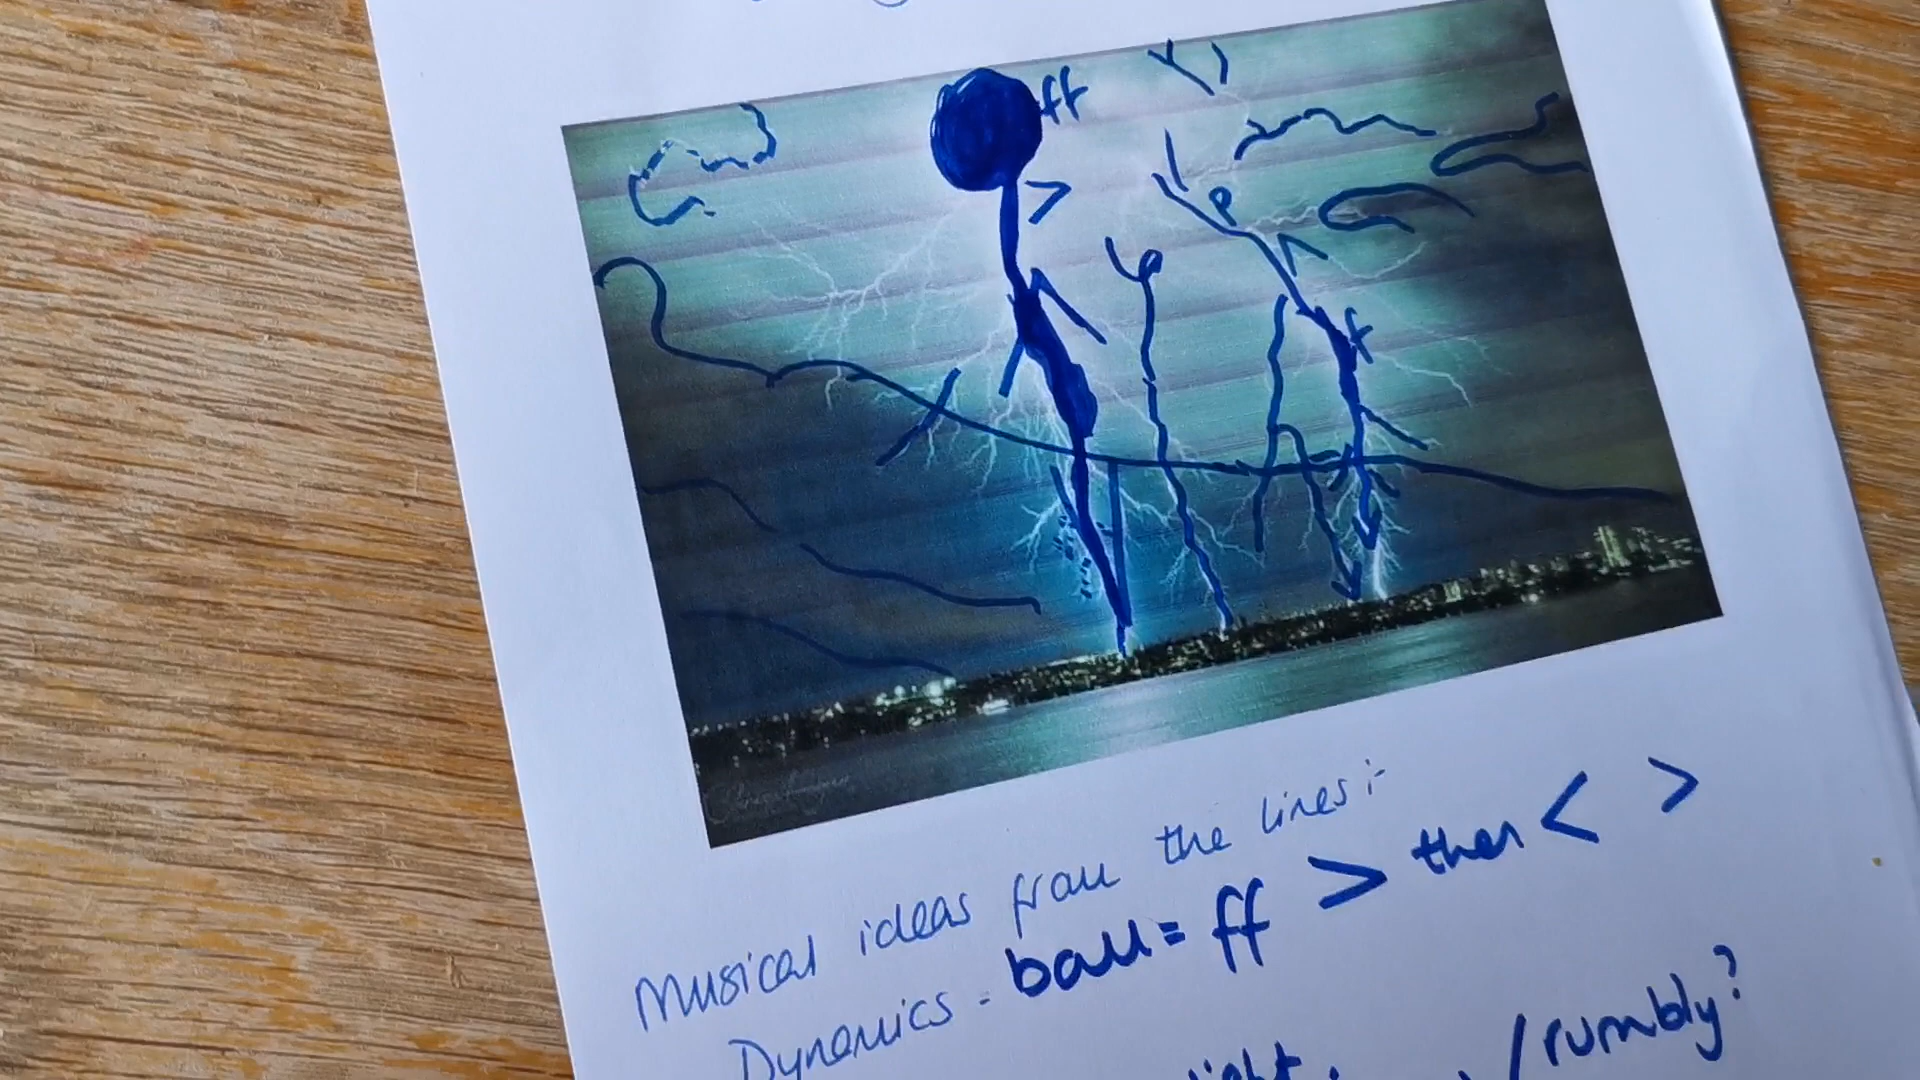 ff
>
p
p
f
Musical ideas from the lines:-
Dynamics - ball = ff > then < >
/rumbly?